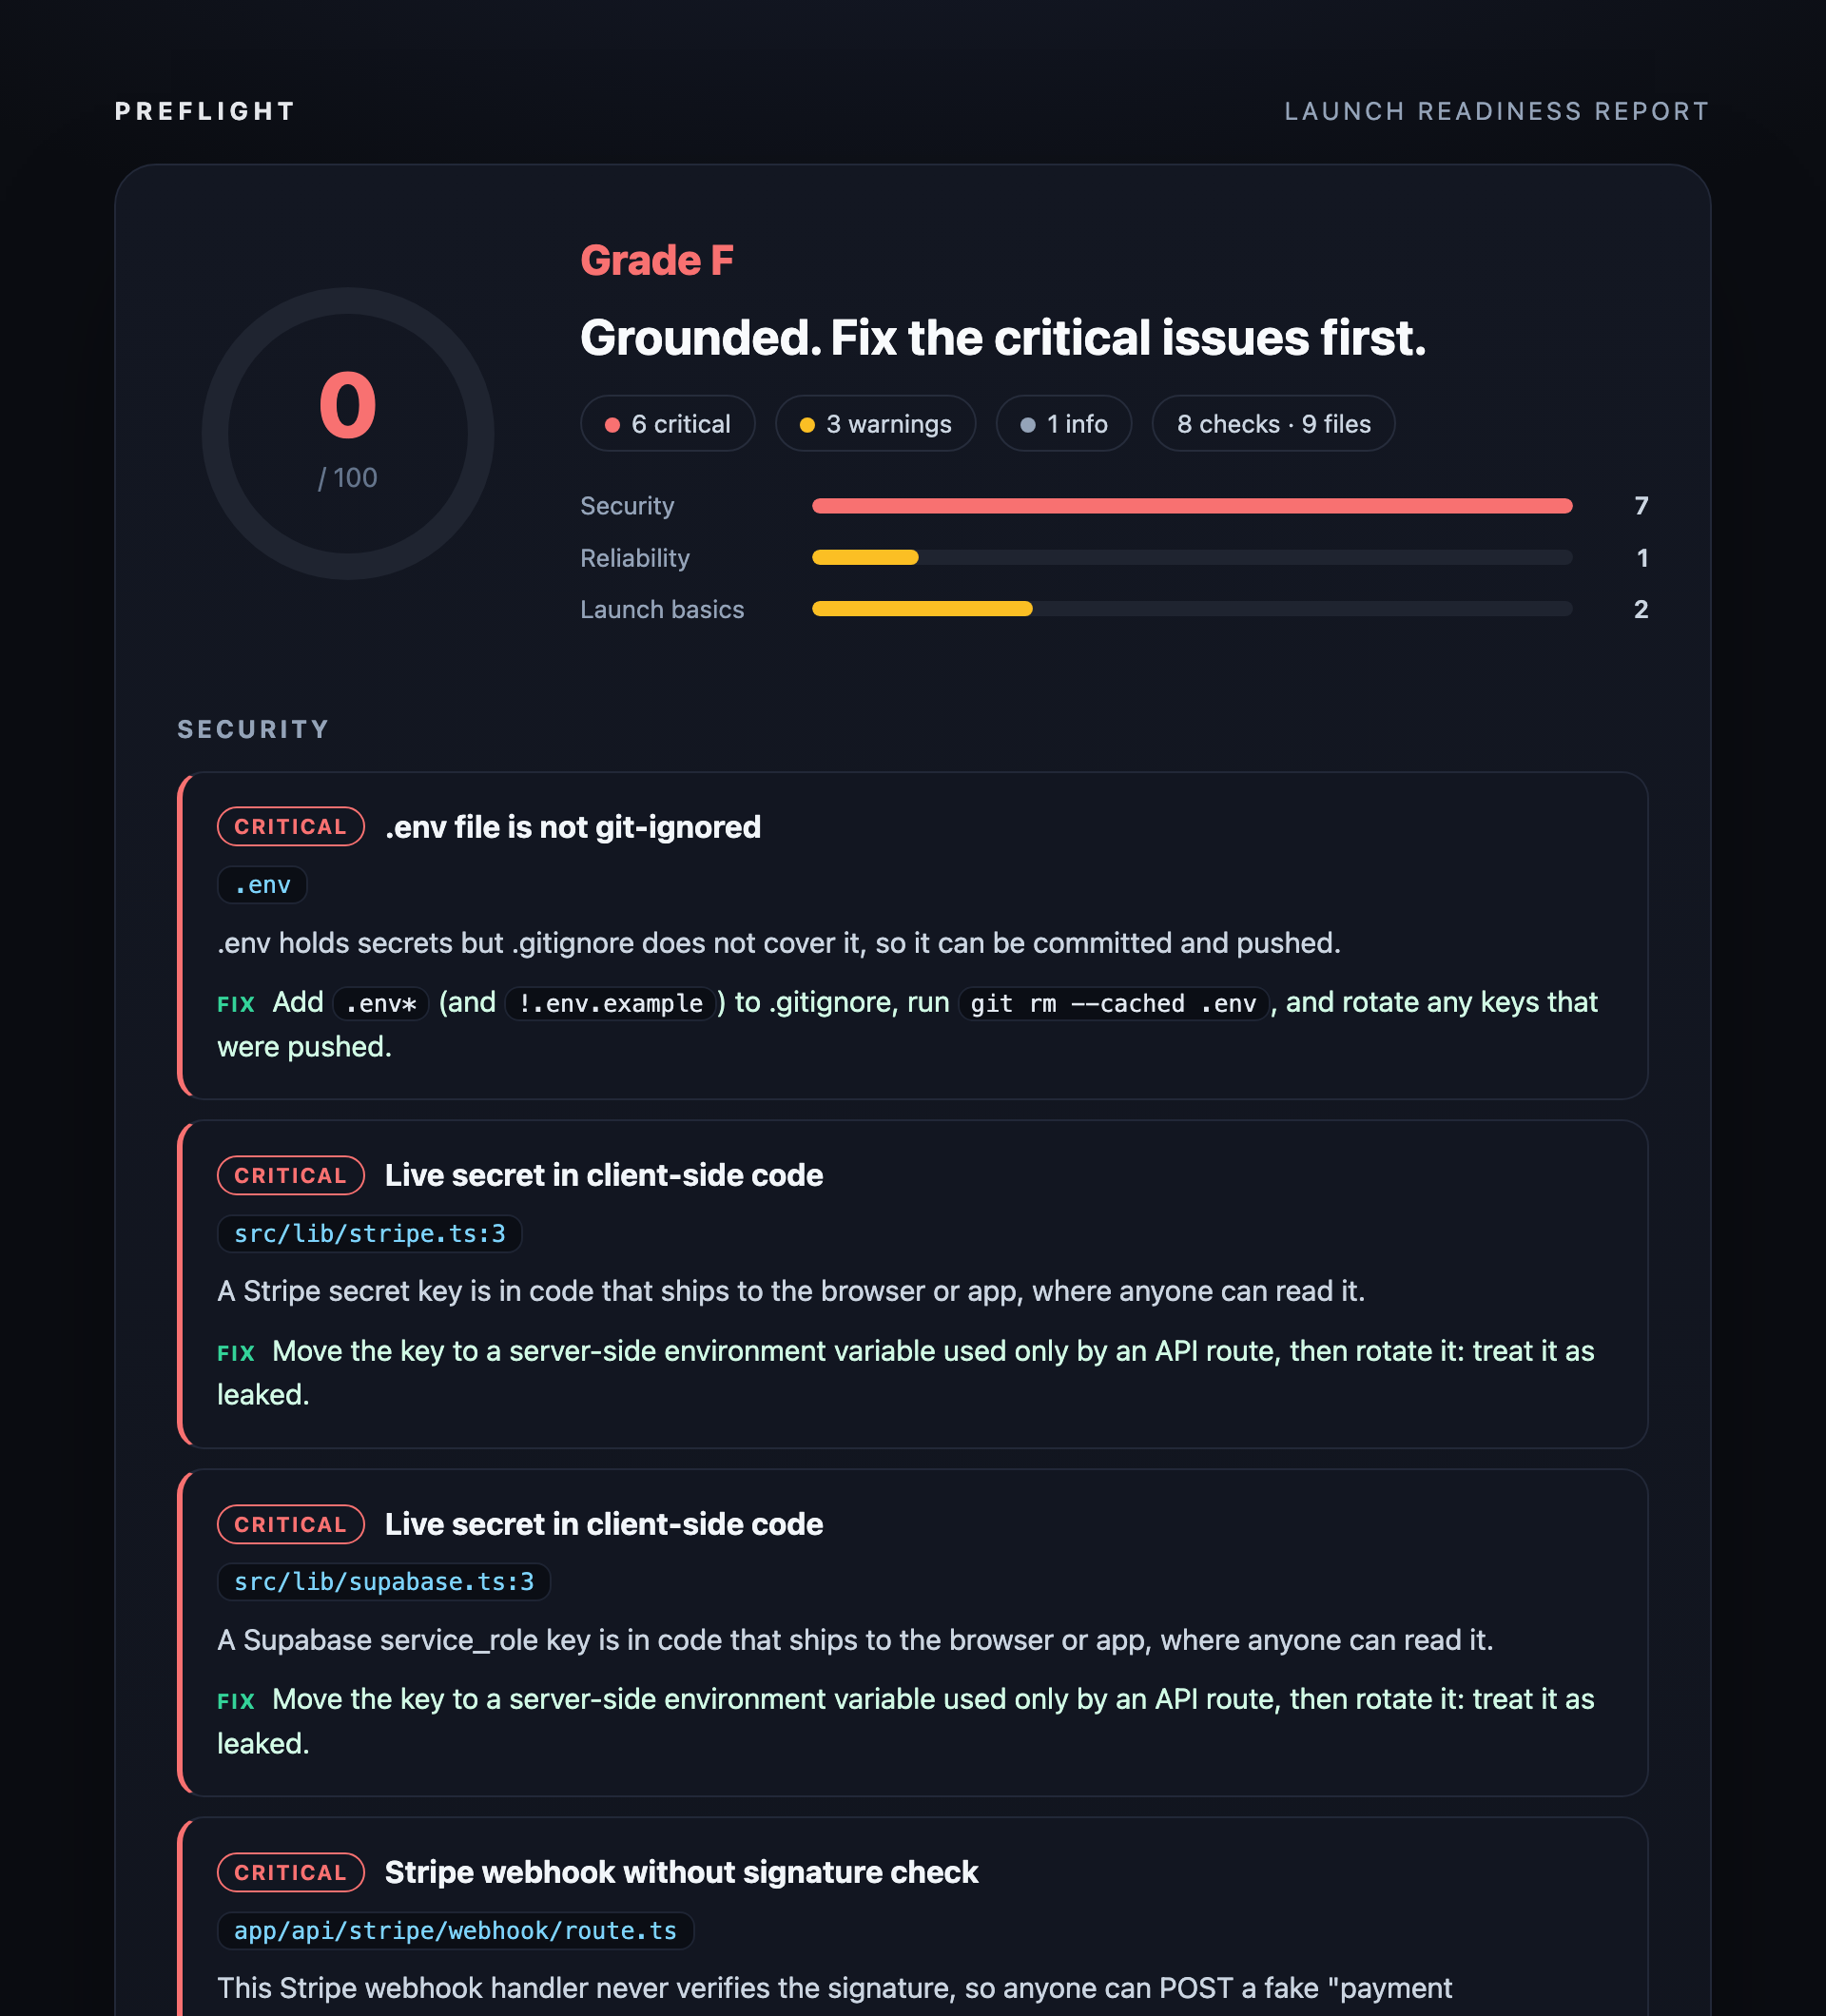 PREFLIGHT
LAUNCH READINESS REPORT
0
/ 100
Grade F
Grounded. Fix the critical issues first.
6 critical
3 warnings
1 info
8 checks · 9 files
Security 7
Reliability 1
Launch basics 2
SECURITY
CRITICAL .env file is not git-ignored
.env
.env holds secrets but .gitignore does not cover it, so it can be committed and pushed.
FIX Add .env* (and !.env.example) to .gitignore, run git rm --cached .env, and rotate any keys that
were pushed.
CRITICAL Live secret in client-side code
src/lib/stripe.ts:3
A Stripe secret key is in code that ships to the browser or app, where anyone can read it.
FIX Move the key to a server-side environment variable used only by an API route, then rotate it: treat it as
leaked.
CRITICAL Live secret in client-side code
src/lib/supabase.ts:3
A Supabase service_role key is in code that ships to the browser or app, where anyone can read it.
FIX Move the key to a server-side environment variable used only by an API route, then rotate it: treat it as
leaked.
CRITICAL Stripe webhook without signature check
app/api/stripe/webhook/route.ts
This Stripe webhook handler never verifies the signature, so anyone can POST a fake "payment